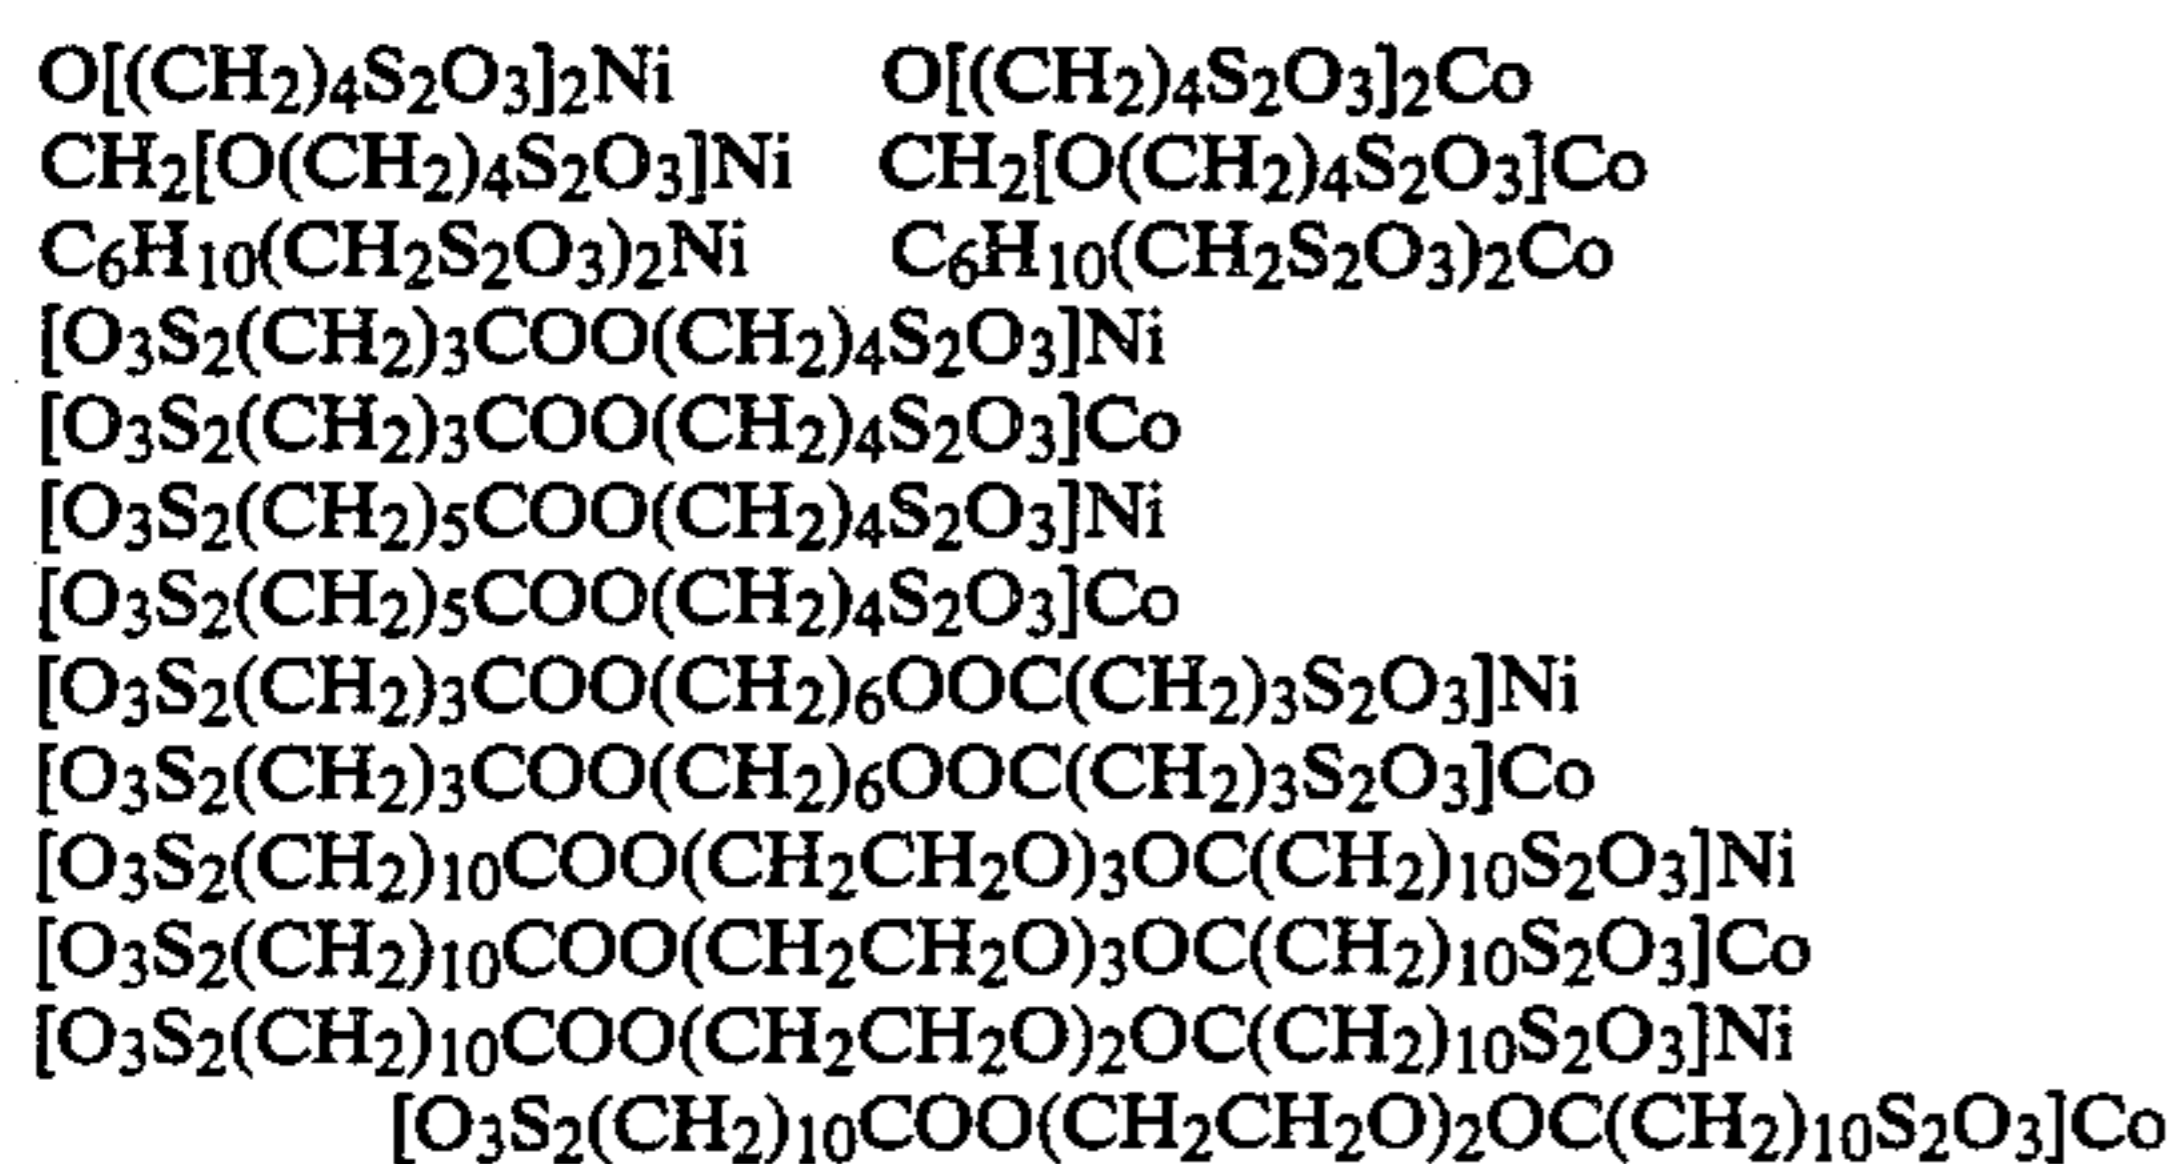 O[(CH₂)₄S₂O₃]₂Ni O[(CH₂)₄S₂O₃]₂Co
CH₂[O(CH₂)₄S₂O₃]Ni CH₂[O(CH₂)₄S₂O₃]Co
C₆H₁₀(CH₂S₂O₃)₂Ni C₆H₁₀(CH₂S₂O₃)₂Co
[O₃S₂(CH₂)₃COO(CH₂)₄S₂O₃]Ni
[O₃S₂(CH₂)₃COO(CH₂)₄S₂O₃]Co
[O₃S₂(CH₂)₅COO(CH₂)₄S₂O₃]Ni
[O₃S₂(CH₂)₅COO(CH₂)₄S₂O₃]Co
[O₃S₂(CH₂)₃COO(CH₂)₆OOC(CH₂)₃S₂O₃]Ni
[O₃S₂(CH₂)₃COO(CH₂)₆OOC(CH₂)₃S₂O₃]Co
[O₃S₂(CH₂)₁₀COO(CH₂CH₂O)₃OC(CH₂)₁₀S₂O₃]Ni
[O₃S₂(CH₂)₁₀COO(CH₂CH₂O)₃OC(CH₂)₁₀S₂O₃]Co
[O₃S₂(CH₂)₁₀COO(CH₂CH₂O)₂OC(CH₂)₁₀S₂O₃]Ni
[O₃S₂(CH₂)₁₀COO(CH₂CH₂O)₂OC(CH₂)₁₀S₂O₃]Co